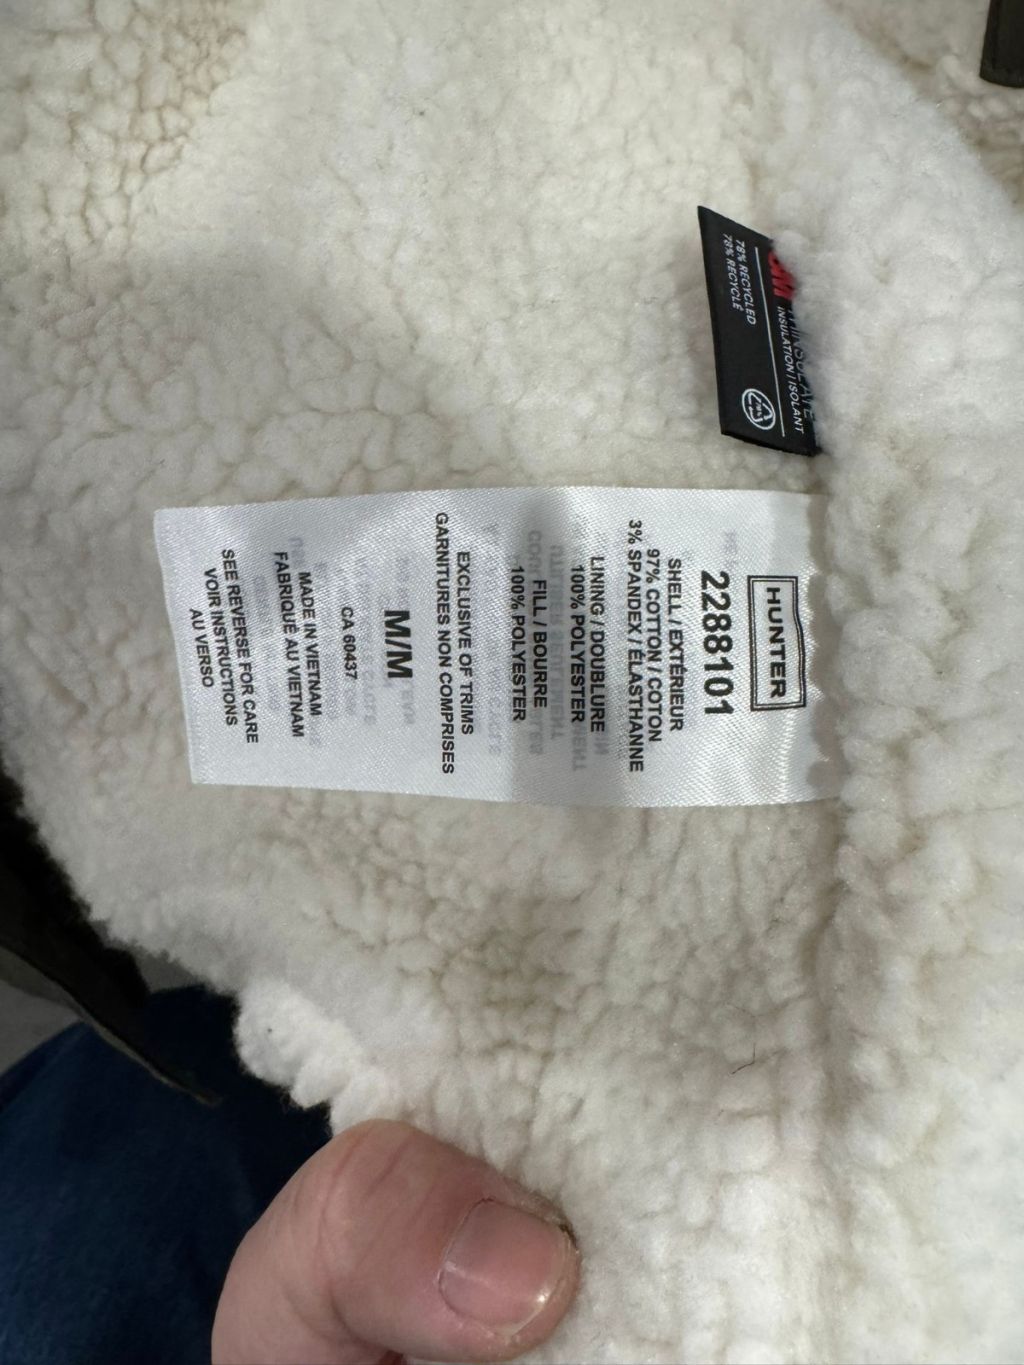 HUNTER
2288101
SHELL / EXTÉRIEUR
97% COTTON / COTON
3% SPANDEX / ÉLASTHANNE
LINING / DOUBLURE
100% POLYESTER
FILL / BOURRE
100% POLYESTER
EXCLUSIVE OF TRIMS
GARNITURES NON COMPRISES
M/M
CA 60437
MADE IN VIETNAM
FABRIQUÉ AU VIETNAM
SEE REVERSE FOR CARE
VOIR INSTRUCTIONS
AU VERSO
3M THINSULATE
INSULATION / ISOLANT
78% RECYCLED
78% RECYCLÉ